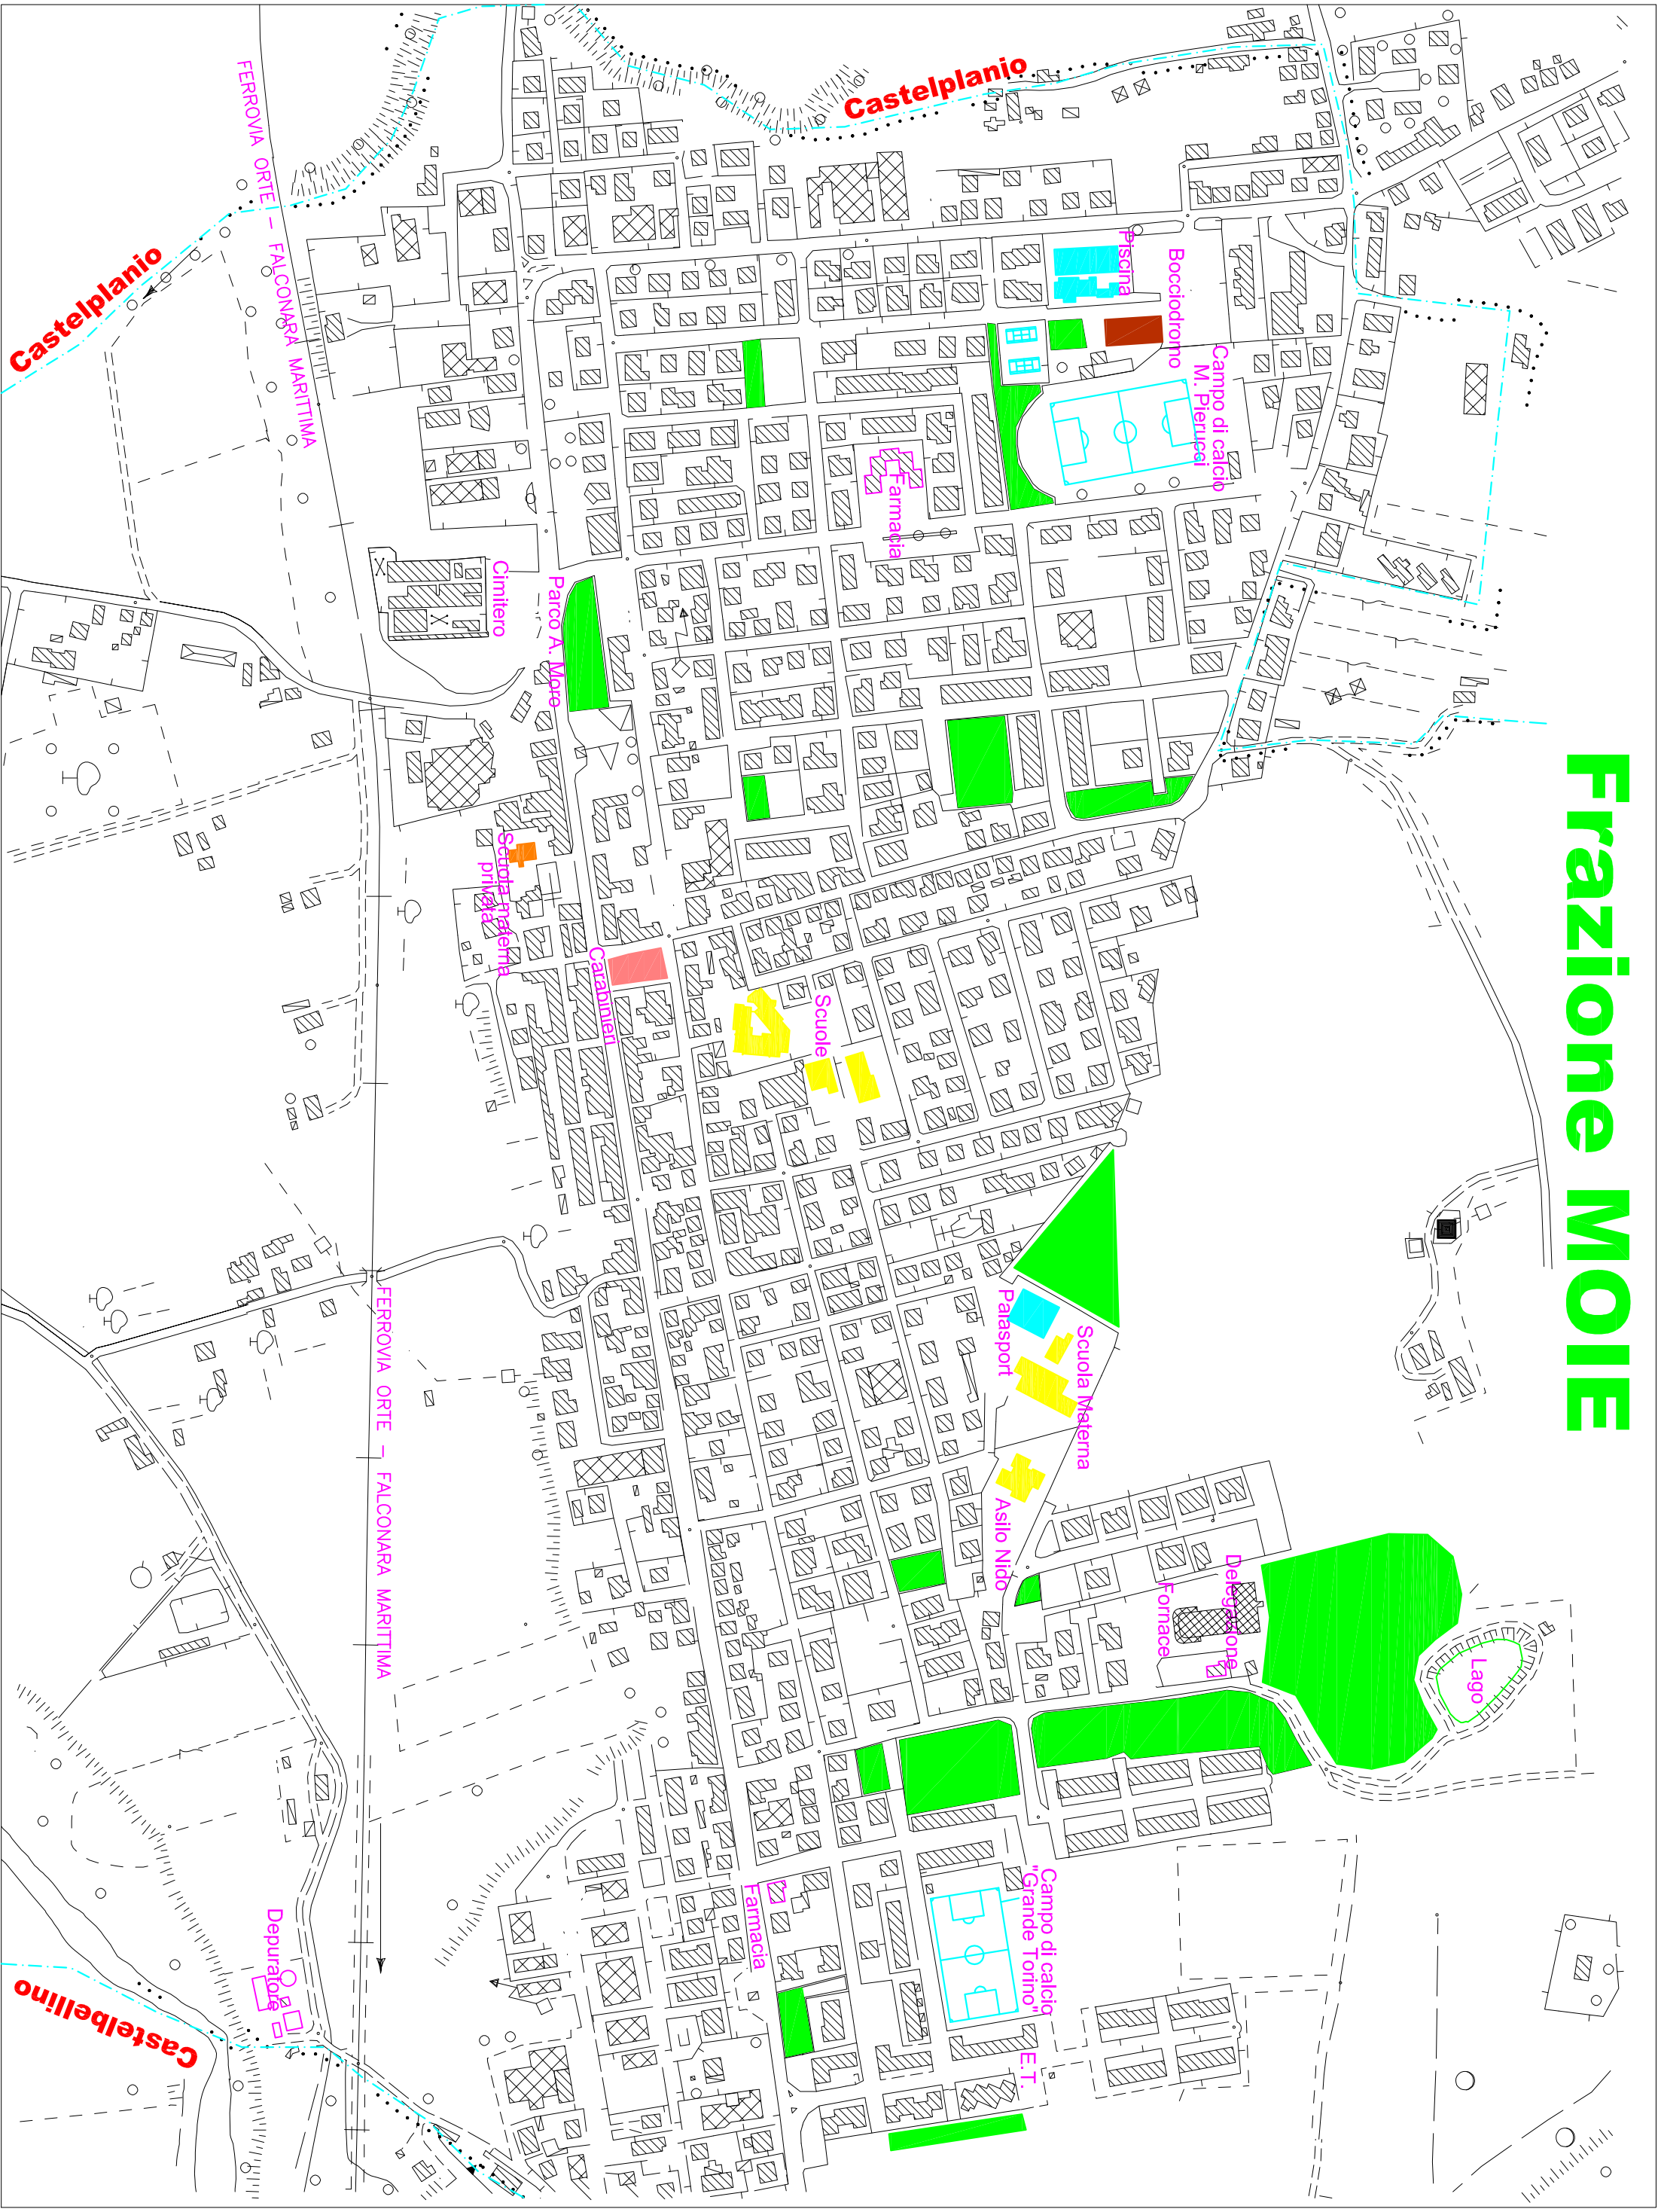 Frazione MOIE
Castelplanio
Castelplanio
FERROVIA ORTE – FALCONARA MARITTIMA
Piscina
Bocciodromo
Campo di calcio
M. Pierucci
Farmacia
Cimitero
Parco A. Moro
Scuola materna
privata
Carabinieri
Scuole
Palasport
Scuola Materna
Asilo Nido
Delegazione
Fornace
Lago
FERROVIA ORTE – FALCONARA MARITTIMA
Campo di calcio
"Grande Torino"
Farmacia
E.T.
Depuratore
Castelbellino